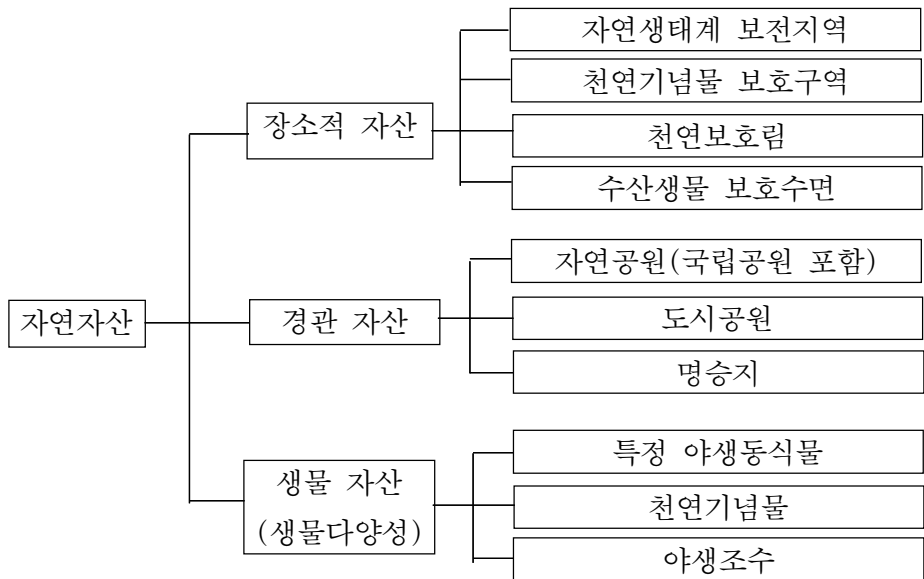 자연자산
장소적 자산
자연생태계 보전지역
천연기념물 보호구역
천연보호림
수산생물 보호수면
경관 자산
자연공원(국립공원 포함)
도시공원
명승지
생물 자산
(생물다양성)
특정 야생동식물
천연기념물
야생조수